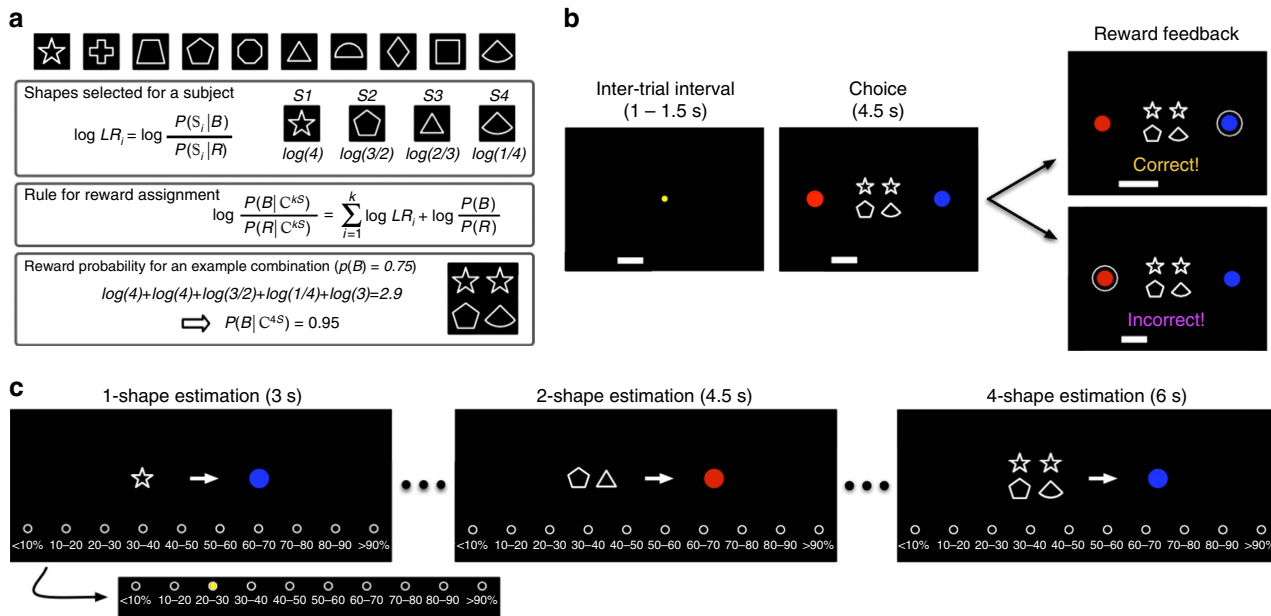 a
Shapes selected for a subject
S1 S2 S3 S4
log LRᵢ = log P(𝕊ᵢ|B) / P(𝕊ᵢ|R)
log(4) log(3/2) log(2/3) log(1/4)
Rule for reward assignment
log P(B|ℂᵏˢ) / P(R|ℂᵏˢ) = ∑ᵢ₌₁ᵏ log LRᵢ + log P(B) / P(R)
Reward probability for an example combination (p(B) = 0.75)
log(4)+log(4)+log(3/2)+log(1/4)+log(3)=2.9
⇒ P(B|ℂ⁴ˢ) = 0.95
b
Inter-trial interval
(1 – 1.5 s)
Choice
(4.5 s)
Reward feedback
Correct!
Incorrect!
c
1-shape estimation (3 s)
<10% 10–20 20–30 30–40 40–50 50–60 60–70 70–80 80–90 >90%
<10% 10–20 20–30 30–40 40–50 50–60 60–70 70–80 80–90 >90%
2-shape estimation (4.5 s)
<10% 10–20 20–30 30–40 40–50 50–60 60–70 70–80 80–90 >90%
4-shape estimation (6 s)
<10% 10–20 20–30 30–40 40–50 50–60 60–70 70–80 80–90 >90%